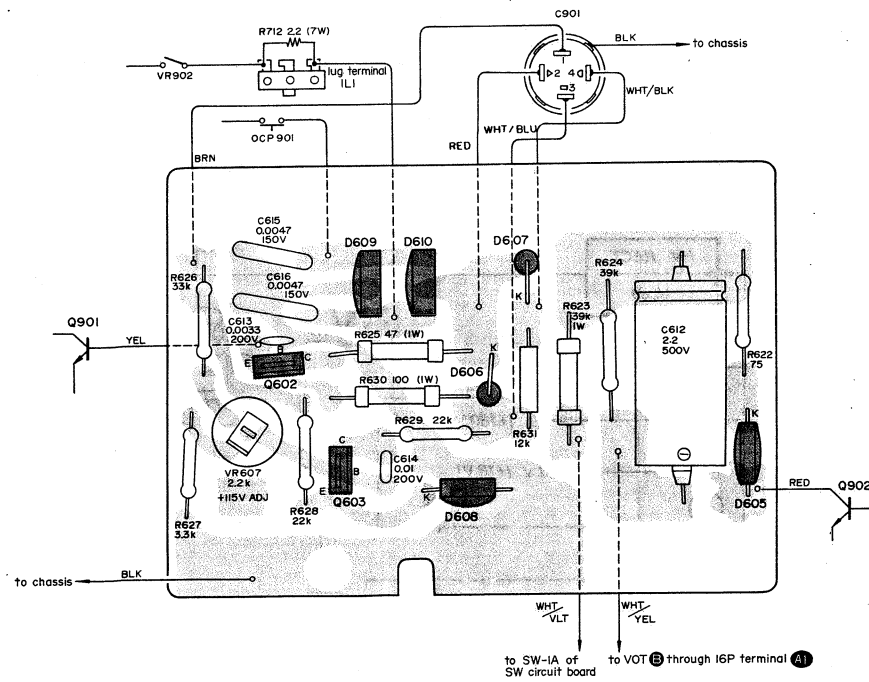 C901
R712 2.2 (7W)
BLK
to chassis
VR902
lug terminal
1L1
2
4
3
WHT/BLK
OCP 901
RED
WHT/BLU
BRN
C615
0.0047
150V
D609
D610
D607
R626
33k
C616
0.0047
150V
R624
39k
K
R623
39k
1W
C612
2.2
500V
Q901
YEL
C613
0.0033
200V
B
E
C
Q602
R625 47 (1W)
K
D606
R622
75
R630 100 (1W)
R629 22k
R631
12k
K
VR607
2.2k
+115V ADJ
C
B
E
Q603
C614
0.01
200V
K
D608
RED
Q902
D605
R627
3.3k
R628
22k
to chassis
BLK
WHT/VLT
WHT/YEL
to SW-1A of
SW circuit board
to VOT B through 16P terminal A1